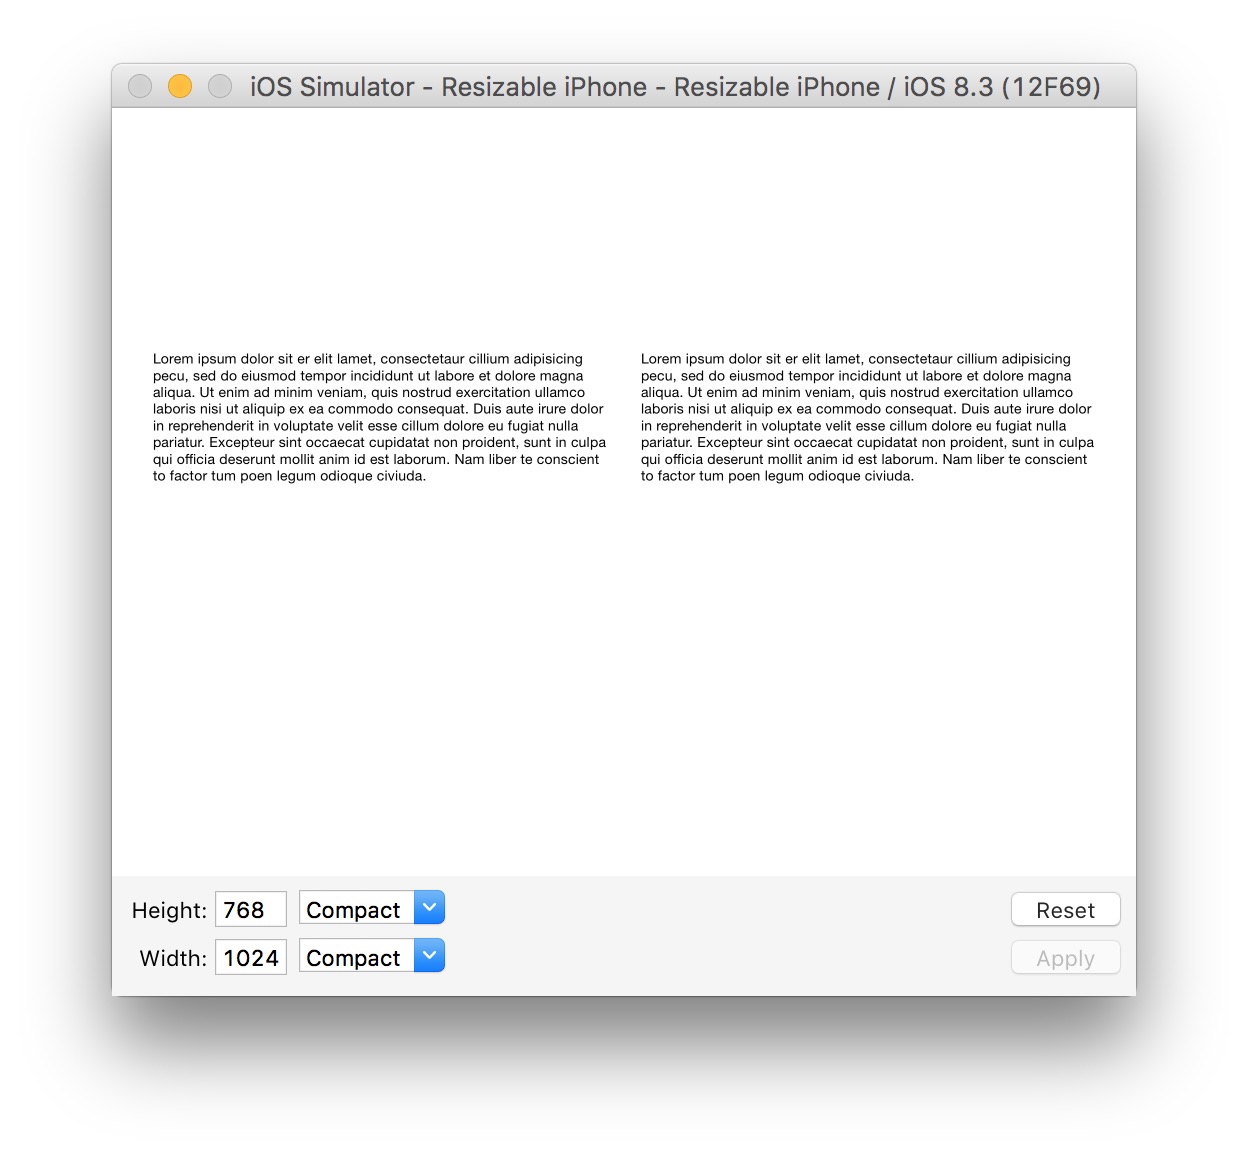 iOS Simulator - Resizable iPhone - Resizable iPhone / iOS 8.3 (12F69)
Lorem ipsum dolor sit er elit lamet, consectetaur cillium adipisicing
pecu, sed do eiusmod tempor incididunt ut labore et dolore magna
aliqua. Ut enim ad minim veniam, quis nostrud exercitation ullamco
laboris nisi ut aliquip ex ea commodo consequat. Duis aute irure dolor
in reprehenderit in voluptate velit esse cillum dolore eu fugiat nulla
pariatur. Excepteur sint occaecat cupidatat non proident, sunt in culpa
qui officia deserunt mollit anim id est laborum. Nam liber te conscient
to factor tum poen legum odioque civiuda.
Lorem ipsum dolor sit er elit lamet, consectetaur cillium adipisicing
pecu, sed do eiusmod tempor incididunt ut labore et dolore magna
aliqua. Ut enim ad minim veniam, quis nostrud exercitation ullamco
laboris nisi ut aliquip ex ea commodo consequat. Duis aute irure dolor
in reprehenderit in voluptate velit esse cillum dolore eu fugiat nulla
pariatur. Excepteur sint occaecat cupidatat non proident, sunt in culpa
qui officia deserunt mollit anim id est laborum. Nam liber te conscient
to factor tum poen legum odioque civiuda.
Height: 768 Compact Reset
Width: 1024 Compact Apply